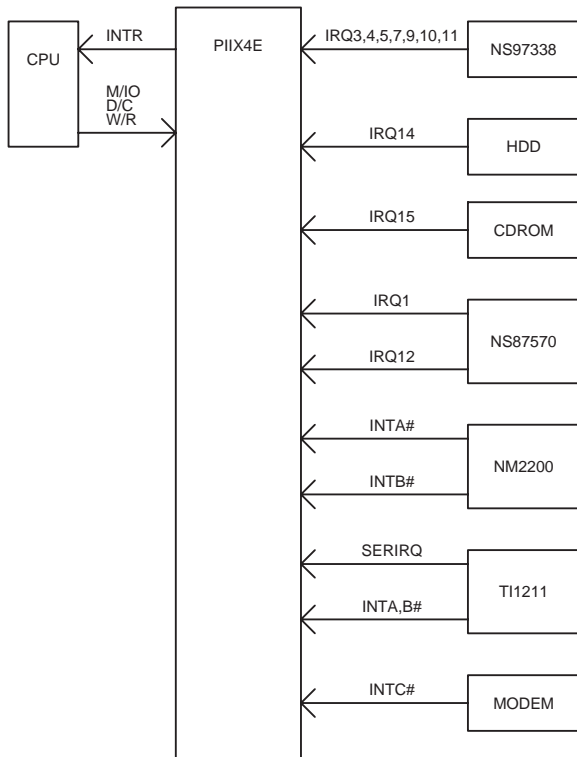 INTR
PIIX4E
IRQ3,4,5,7,9,10,11
NS97338
CPU
M/IO
D/C
W/R
IRQ14
HDD
IRQ15
CDROM
IRQ1
NS87570
IRQ12
INTA#
NM2200
INTB#
SERIRQ
TI1211
INTA,B#
INTC#
MODEM